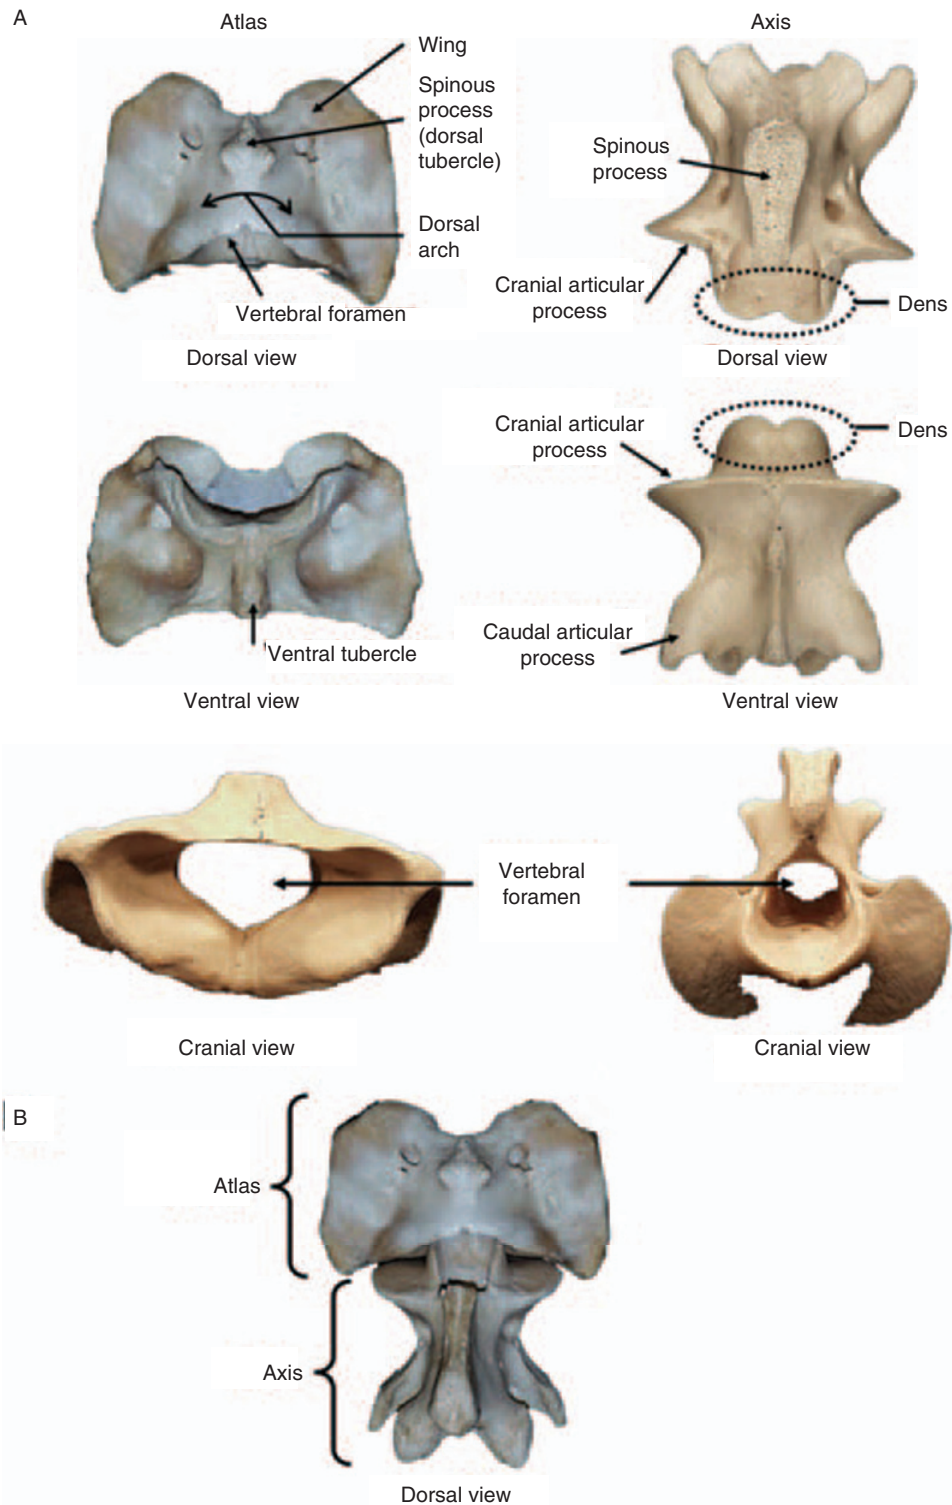 A
Atlas
Axis
Wing
Spinous
process
(dorsal
tubercle)
Dorsal
arch
Vertebral foramen
Dorsal view
Spinous
process
Cranial articular
process
Dens
Dorsal view
Ventral tubercle
Ventral view
Cranial articular
process
Dens
Caudal articular
process
Ventral view
Vertebral
foramen
Cranial view
Cranial view
B
Atlas
Axis
Dorsal view